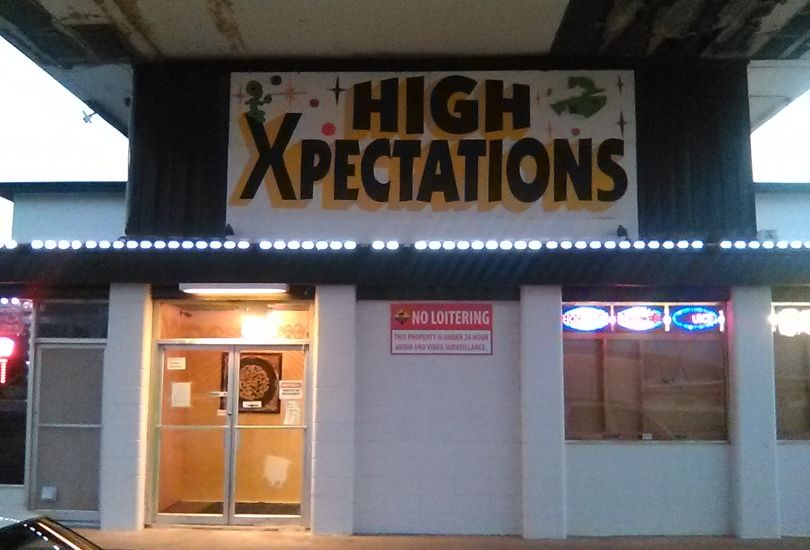 HIGH
XPECTATIONS
NO LOITERING
THIS PROPERTY IS UNDER 24 HOUR
AUDIO AND VIDEO SURVEILLANCE.